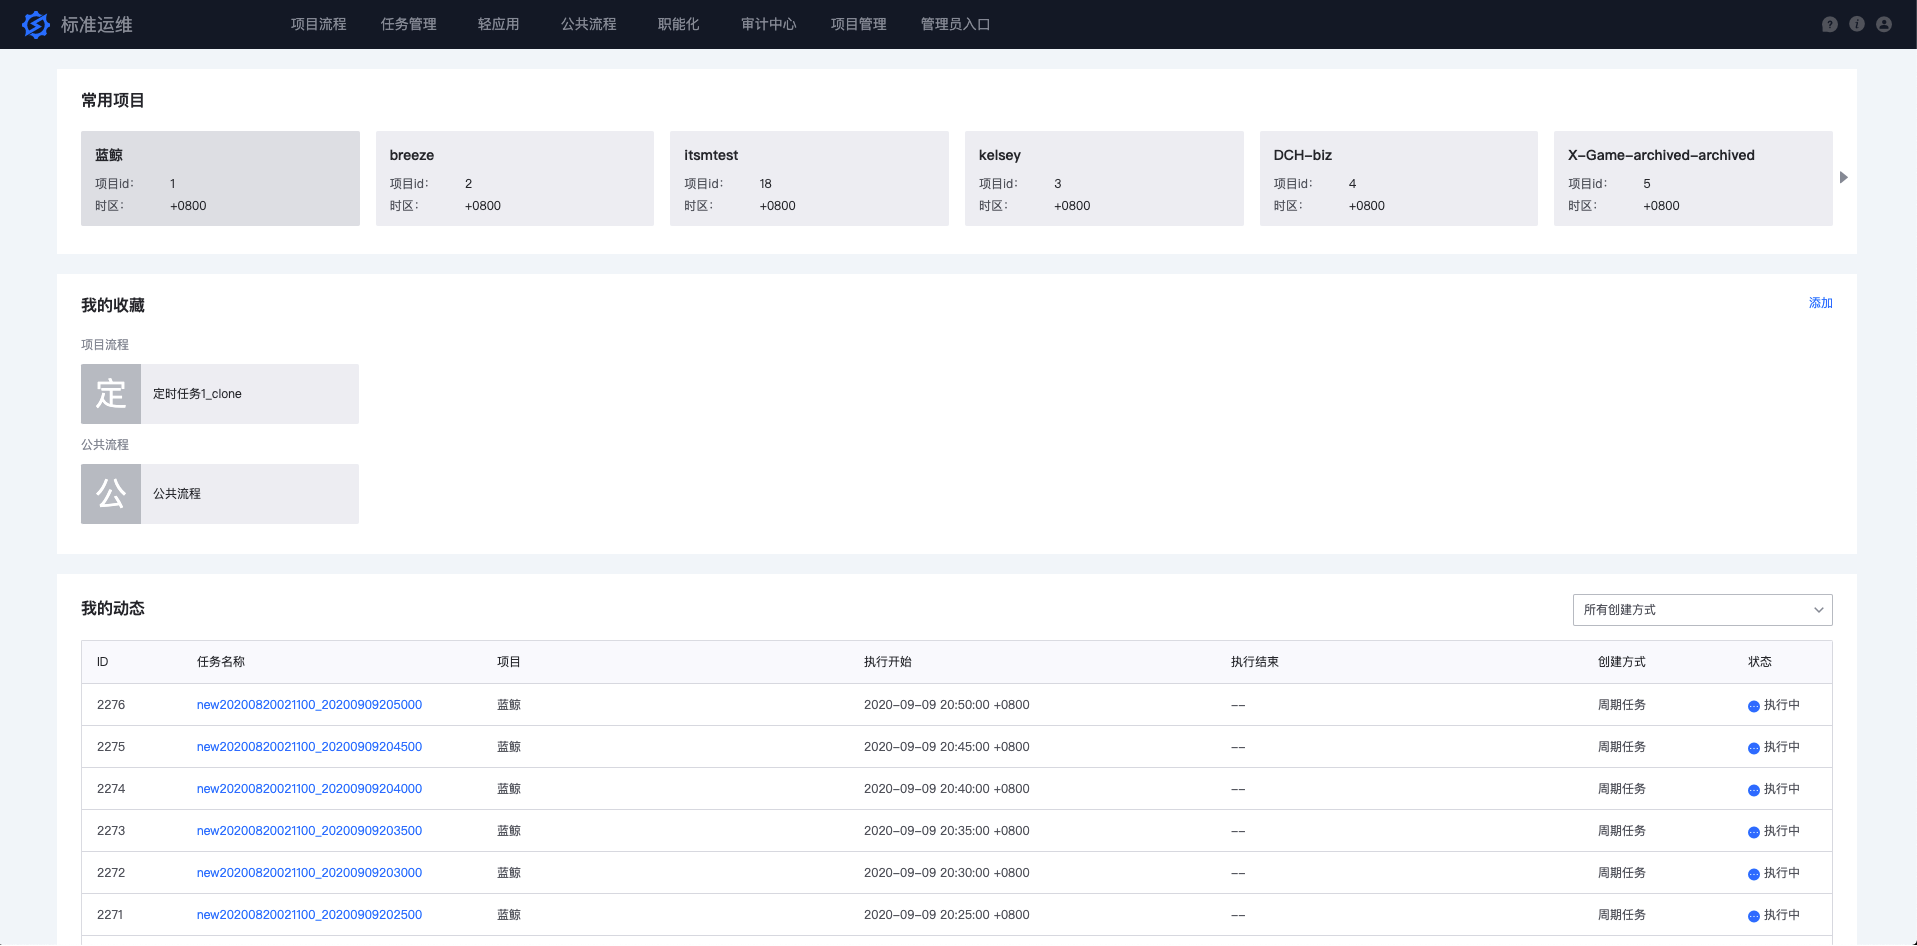 标准运维 项目流程 任务管理 轻应用 公共流程 职能化 审计中心 项目管理 管理员入口
常用项目
蓝鲸 breeze itsmtest kelsey DCH-biz X-Game-archived-archived
项目id： 1 项目id： 2 项目id： 18 项目id： 3 项目id： 4 项目id： 5
时区： +0800 时区： +0800 时区： +0800 时区： +0800 时区： +0800 时区： +0800
我的收藏 添加
项目流程
定 定时任务1_clone
公共流程
公 公共流程
我的动态 所有创建方式
ID 任务名称 项目 执行开始 执行结束 创建方式 状态
2276 new20200820021100_20200909205000 蓝鲸 2020-09-09 20:50:00 +0800 -- 周期任务 执行中
2275 new20200820021100_20200909204500 蓝鲸 2020-09-09 20:45:00 +0800 -- 周期任务 执行中
2274 new20200820021100_20200909204000 蓝鲸 2020-09-09 20:40:00 +0800 -- 周期任务 执行中
2273 new20200820021100_20200909203500 蓝鲸 2020-09-09 20:35:00 +0800 -- 周期任务 执行中
2272 new20200820021100_20200909203000 蓝鲸 2020-09-09 20:30:00 +0800 -- 周期任务 执行中
2271 new20200820021100_20200909202500 蓝鲸 2020-09-09 20:25:00 +0800 -- 周期任务 执行中